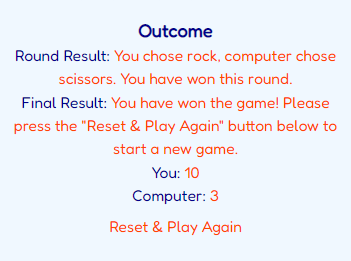 Outcome
Round Result: You chose rock, computer chose
scissors. You have won this round.
Final Result: You have won the game! Please
press the "Reset & Play Again" button below to
start a new game.
You: 10
Computer: 3
Reset & Play Again